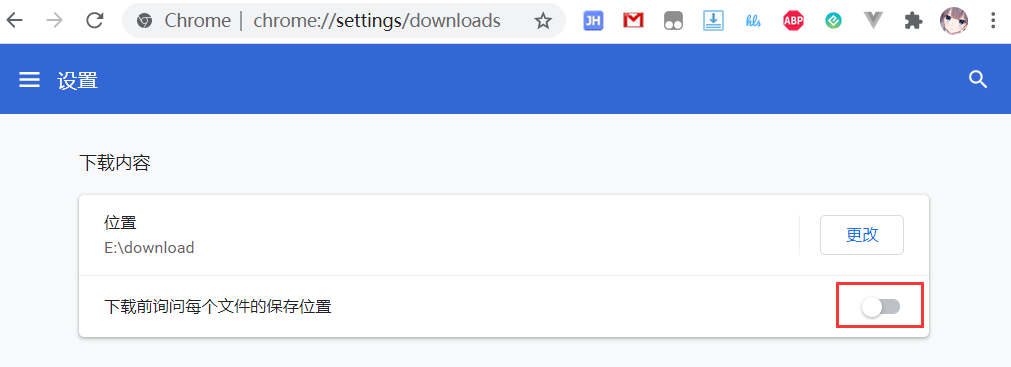 Chrome | chrome://settings/downloads
JH
M
hls
ABP
设置
下载内容
位置
E:\download
更改
下载前询问每个文件的保存位置